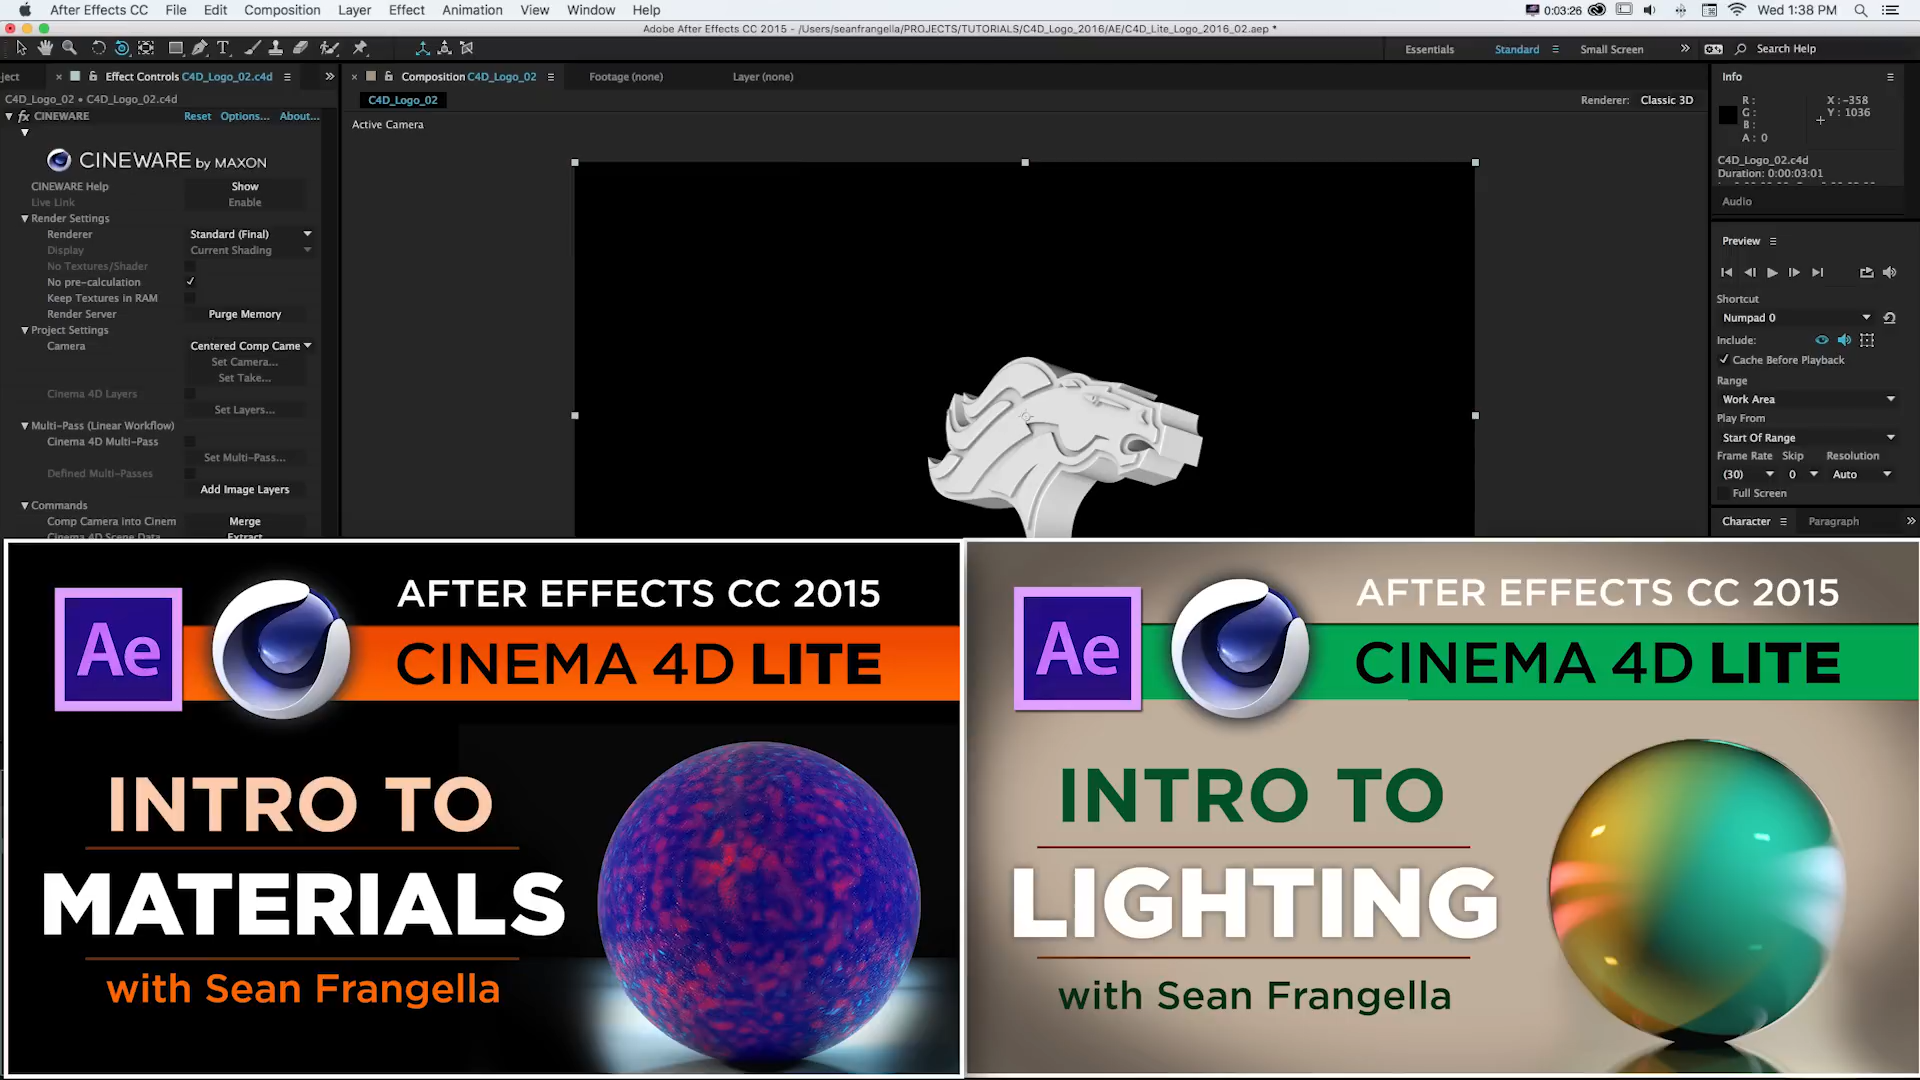 After Effects CC File Edit Composition Layer Effect Animation View Window Help 0:03:26 Wed 1:38 PM
Adobe After Effects CC 2015 - /Users/seanfrangella/PROJECTS/TUTORIALS/C4D_Logo_2016/AE/C4D_Lite_Logo_2016_02.aep *
Essentials Standard Small Screen Search Help
ject Effect Controls C4D_Logo_02.c4d Composition C4D_Logo_02 Footage (none) Layer (none) Info
C4D_Logo_02 • C4D_Logo_02.c4d
C4D_Logo_02 Renderer: Classic 3D
fx CINEWARE Reset Options... About...
Active Camera
R: X: -358
G: Y: 1036
B:
A: 0
CINEWARE by MAXON
C4D_Logo_02.c4d
Duration: 0:00:03:01
CINEWARE Help Show
Live Link Enable
Audio
Render Settings
Renderer Standard (Final)
Display Current Shading
Preview
No Textures/Shader
No pre-calculation
Keep Textures in RAM
Shortcut
Render Server Purge Memory
Numpad 0
Project Settings
Include:
Camera Centered Comp Came
Cache Before Playback
Set Camera...
Set Take...
Range
Cinema 4D Layers
Work Area
Set Layers...
Play From
Multi-Pass (Linear Workflow)
Start Of Range
Cinema 4D Multi-Pass
Frame Rate Skip Resolution
Set Multi-Pass...
Defined Multi-Passes
(30) 0 Auto
Add Image Layers
Full Screen
Commands
Comp Camera into Cinem Merge
Character Paragraph
Cinema 4D Scene Data Extract
Ae
AFTER EFFECTS CC 2015
CINEMA 4D LITE
INTRO TO
MATERIALS
with Sean Frangella
Ae
AFTER EFFECTS CC 2015
CINEMA 4D LITE
INTRO TO
LIGHTING
with Sean Frangella